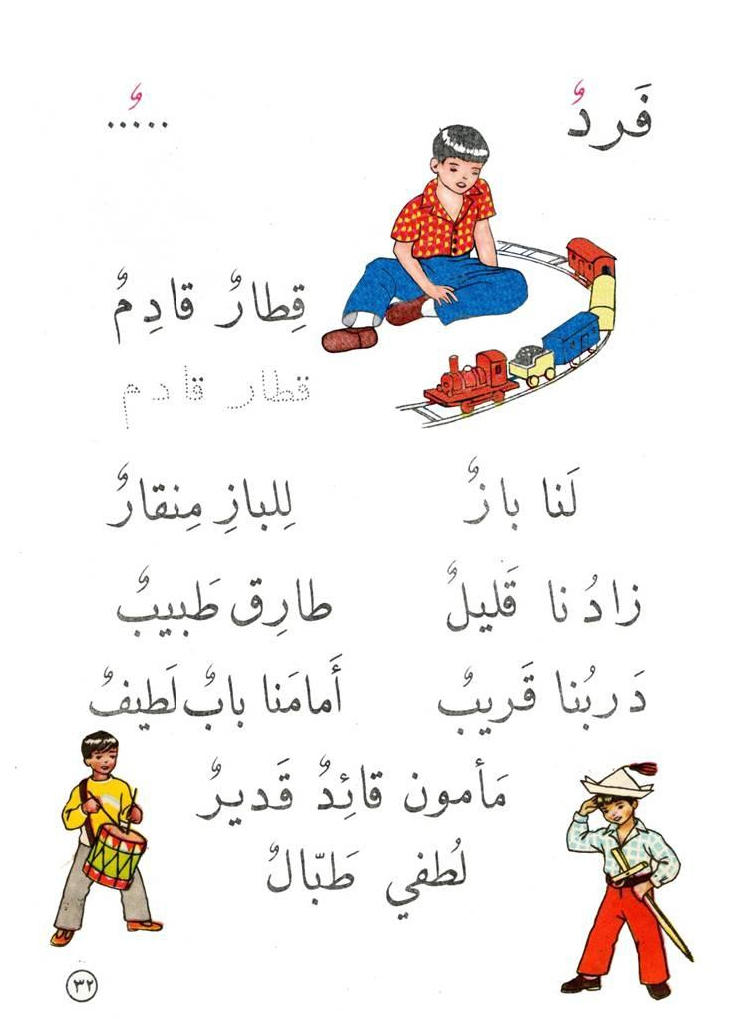 فَردٌ .....ٌ
قِطارٌ قادِمٌ
قطار قادم
لَنا بازٌ لِلبازِ مِنقارٌ
زادُنا قَليلٌ طارِق طَبيبٌ
دَربُنا قَريبٌ أَمامَنا بابٌ لَطيفٌ
مَأمون قائِدٌ قَديرٌ
لُطفي طَبّالٌ
٣٢